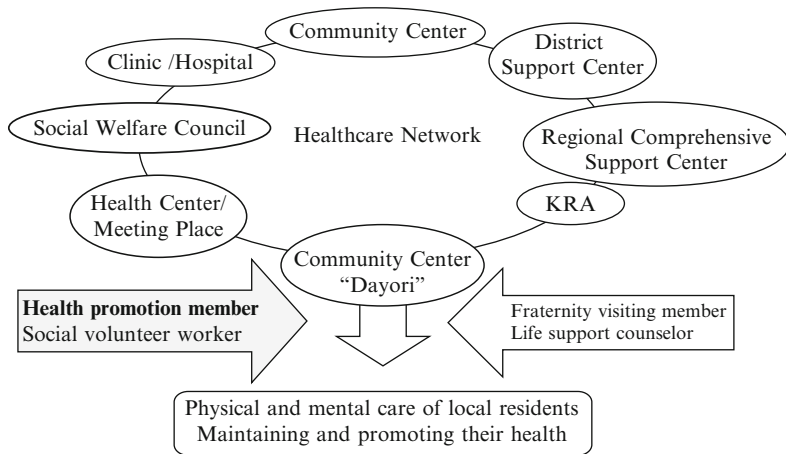 Community Center
Clinic /Hospital
District
Support Center
Social Welfare Council
Healthcare Network
Regional Comprehensive
Support Center
Health Center/
Meeting Place
KRA
Community Center
“Dayori”
Health promotion member
Social volunteer worker
Fraternity visiting member
Life support counselor
Physical and mental care of local residents
Maintaining and promoting their health